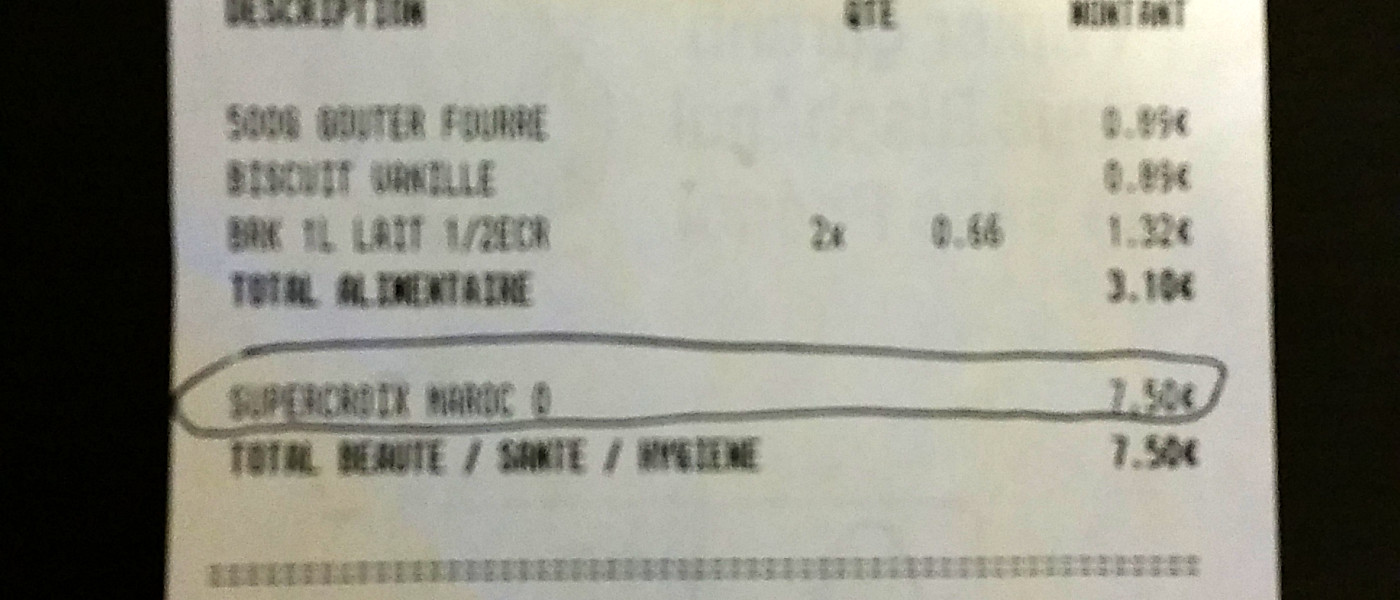 DESCRIPTION QTE MONTANT
500G GOUTER FOURRE 0.89€
BISCUIT VANILLE 0.89€
BRK 1L LAIT 1/2ECR 2x 0.66 1.32€
TOTAL ALIMENTAIRE 3.10€
SUPERCROIX MAROC O 7.50€
TOTAL BEAUTE / SANTE / HYGIENE 7.50€